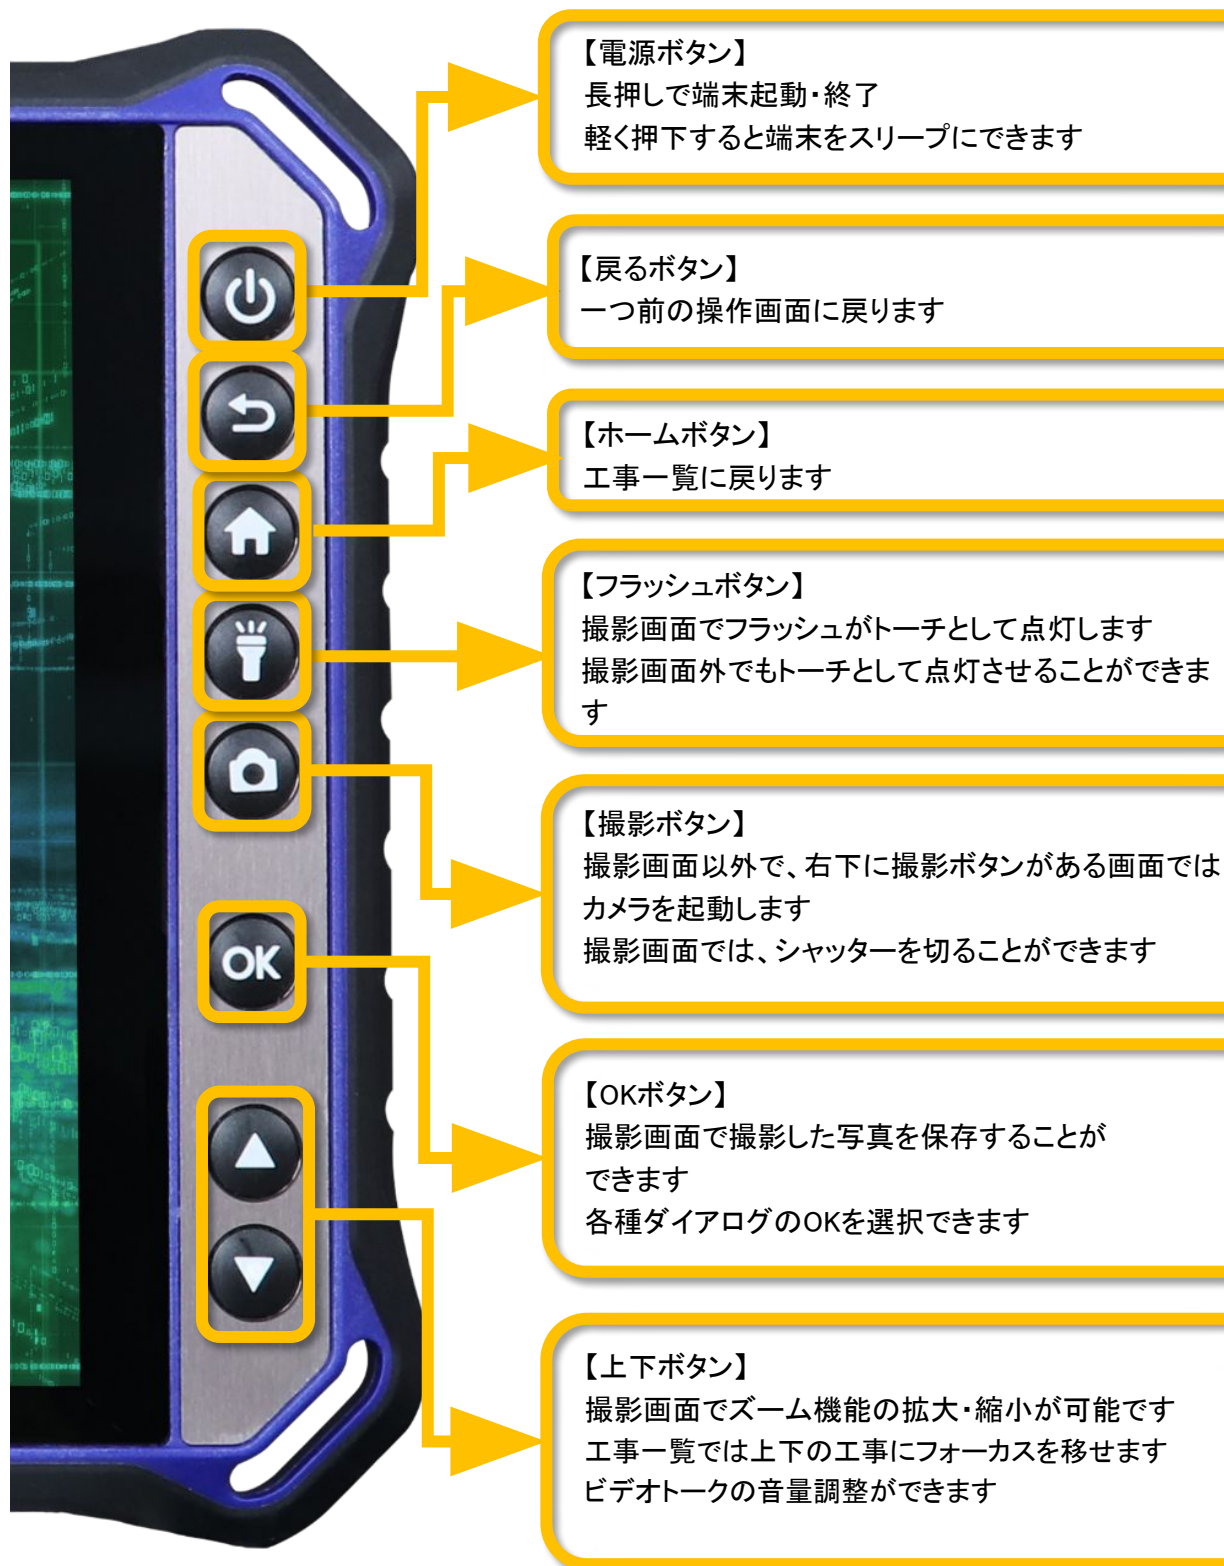 【電源ボタン】
長押しで端末起動・終了
軽く押下すると端末をスリープにできます
【戻るボタン】
一つ前の操作画面に戻ります
【ホームボタン】
工事一覧に戻ります
【フラッシュボタン】
撮影画面でフラッシュがトーチとして点灯します
撮影画面外でもトーチとして点灯させることができま
す
【撮影ボタン】
撮影画面以外で、右下に撮影ボタンがある画面では
カメラを起動します
撮影画面では、シャッターを切ることができます
OK
【OKボタン】
撮影画面で撮影した写真を保存することが
できます
各種ダイアログのOKを選択できます
【上下ボタン】
撮影画面でズーム機能の拡大・縮小が可能です
工事一覧では上下の工事にフォーカスを移せます
ビデオトークの音量調整ができます